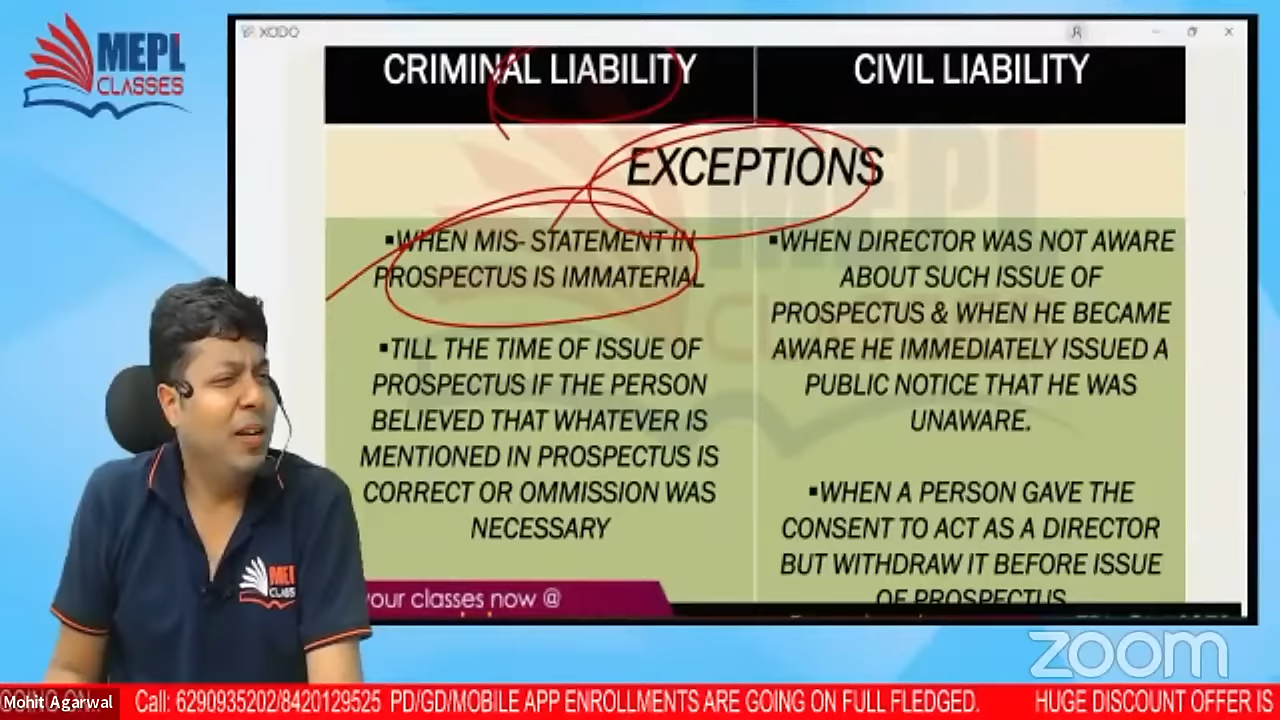 MEPL
CLASSES
XODO
CRIMINAL LIABILITY
CIVIL LIABILITY
EXCEPTIONS
▪WHEN MIS- STATEMENT IN
PROSPECTUS IS IMMATERIAL
▪TILL THE TIME OF ISSUE OF
PROSPECTUS IF THE PERSON
BELIEVED THAT WHATEVER IS
MENTIONED IN PROSPECTUS IS
CORRECT OR OMMISSION WAS
NECESSARY
▪WHEN DIRECTOR WAS NOT AWARE
ABOUT SUCH ISSUE OF
PROSPECTUS & WHEN HE BECAME
AWARE HE IMMEDIATELY ISSUED A
PUBLIC NOTICE THAT HE WAS
UNAWARE.
▪WHEN A PERSON GAVE THE
CONSENT TO ACT AS A DIRECTOR
BUT WITHDRAW IT BEFORE ISSUE
OF PROSPECTUS
your classes now @
zoom
Mohit Agarwal
GOING ON. Call: 6290935202/8420129525 PD/GD/MOBILE APP ENROLLMENTS ARE GOING ON FULL FLEDGED. HUGE DISCOUNT OFFER IS